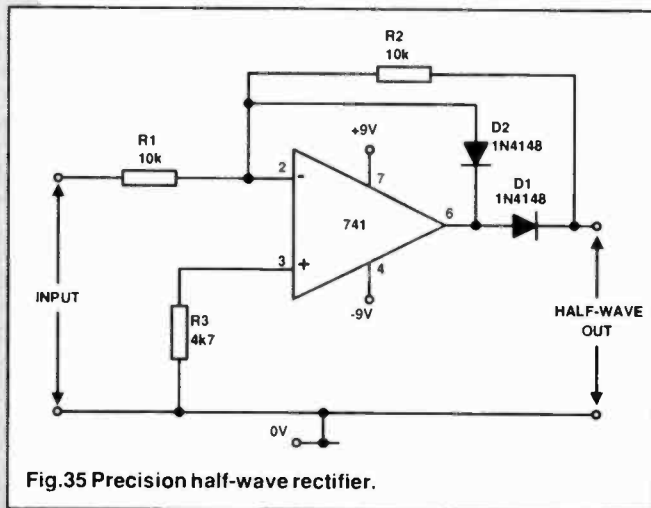 R2
10k
+9V
D2
1N4148
R1
10k
D1
1N4148
2
-
7
6
741
3
+
4
INPUT
R3
4k7
-9V
HALF-WAVE
OUT
0V
Fig.35 Precision half-wave rectifier.